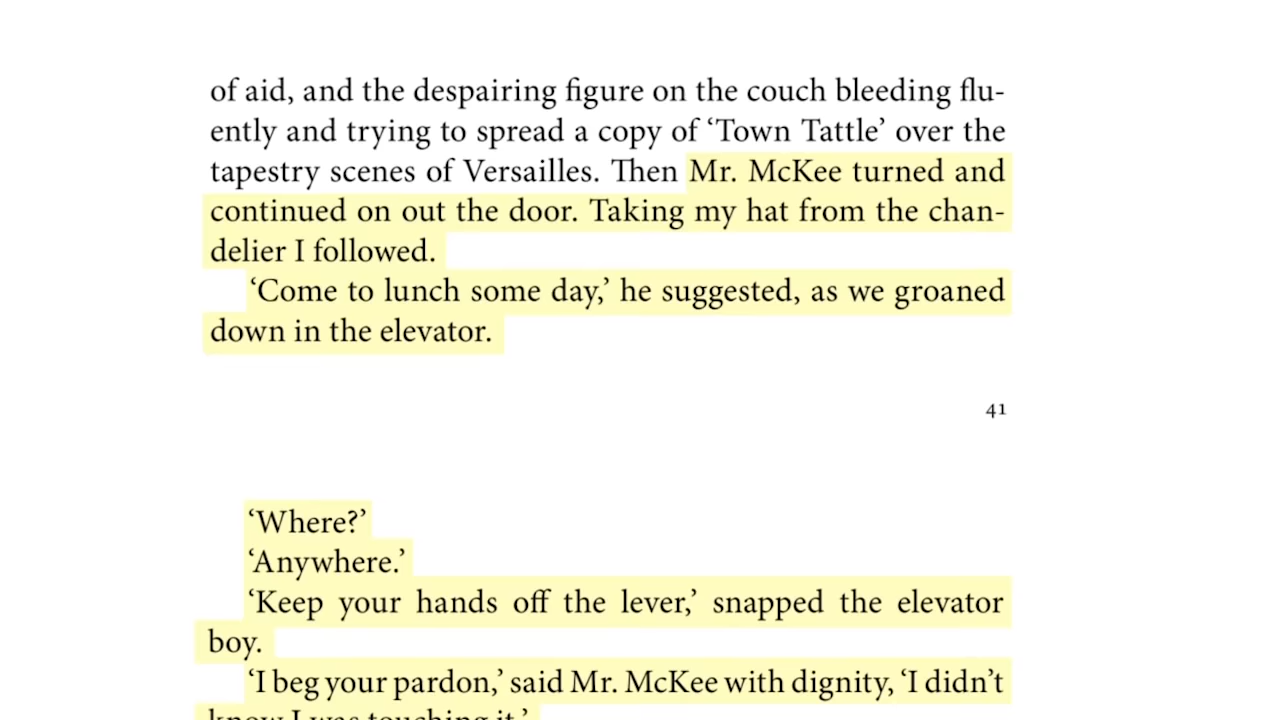 of aid, and the despairing figure on the couch bleeding flu-
ently and trying to spread a copy of ‘Town Tattle’ over the
tapestry scenes of Versailles. Then Mr. McKee turned and
continued on out the door. Taking my hat from the chan-
delier I followed.
‘Come to lunch some day,’ he suggested, as we groaned
down in the elevator.
41
‘Where?’
‘Anywhere.’
‘Keep your hands off the lever,’ snapped the elevator
boy.
‘I beg your pardon,’ said Mr. McKee with dignity, ‘I didn’t
know I was touching it.’